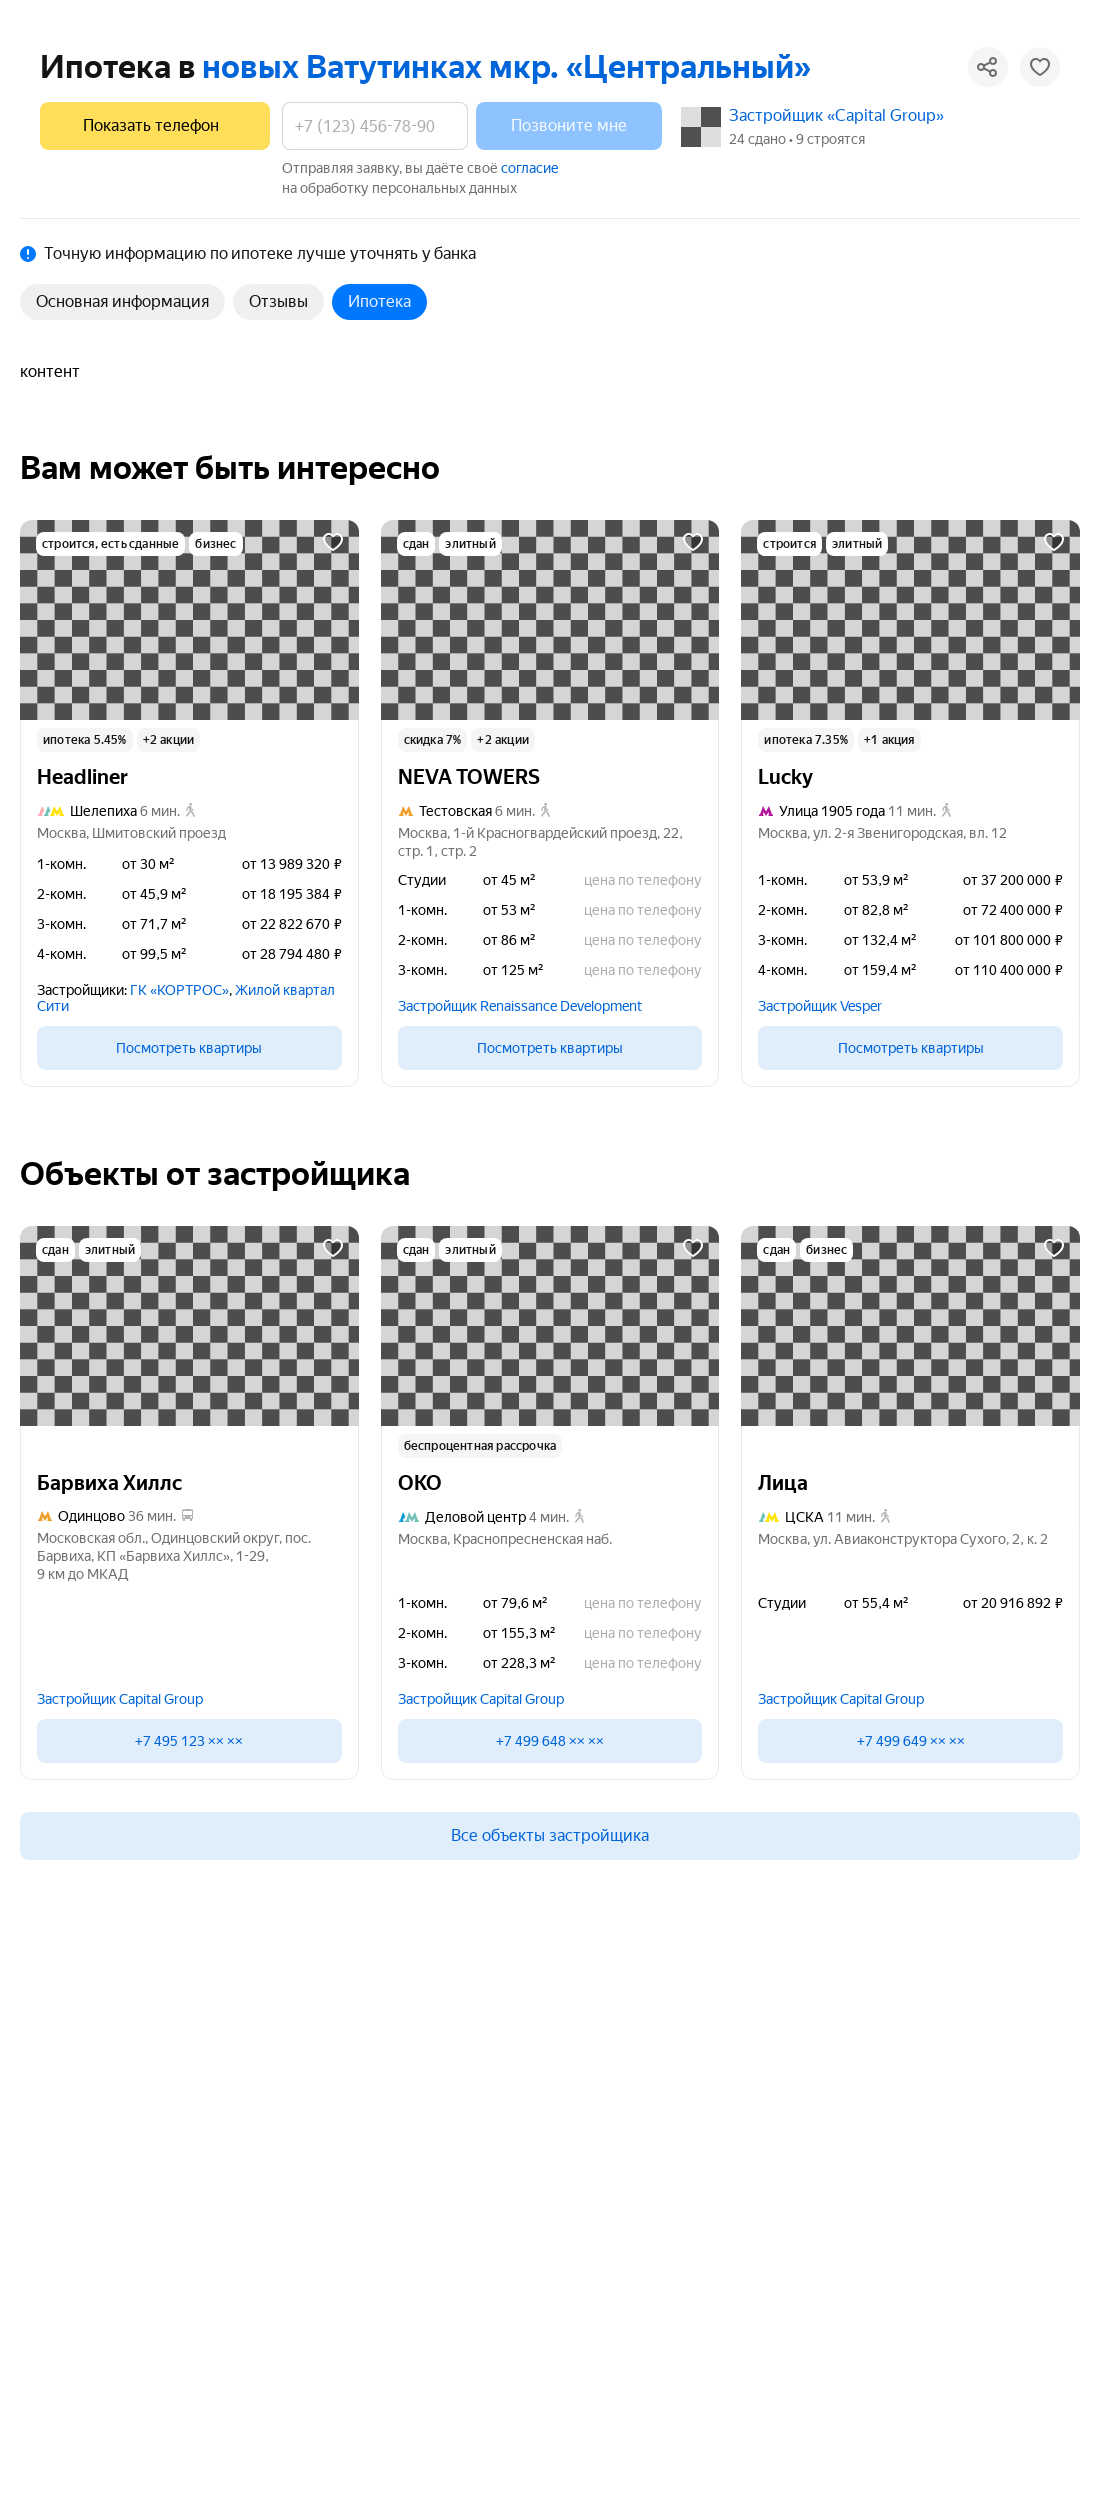 Ипотека в новых Ватутинках мкр. «Центральный»
Показать телефон
+7 (123) 456-78-90
Позвоните мне
Застройщик «Capital Group»
24 сдано • 9 строятся
Отправляя заявку, вы даёте своё согласие
на обработку персональных данных
Точную информацию по ипотеке лучше уточнять у банка
Основная информация
Отзывы
Ипотека
контент
Вам может быть интересно
строится, есть сданные
бизнес
ипотека 5.45%
+2 акции
Headliner
Шелепиха 6 мин.
Москва, Шмитовский проезд
1-комн. от 30 м² от 13 989 320 ₽
2-комн. от 45,9 м² от 18 195 384 ₽
3-комн. от 71,7 м² от 22 822 670 ₽
4-комн. от 99,5 м² от 28 794 480 ₽
Застройщики: ГК «КОРТРОС», Жилой квартал
Сити
Посмотреть квартиры
сдан
элитный
скидка 7%
+2 акции
NEVA TOWERS
Тестовская 6 мин.
Москва, 1-й Красногвардейский проезд, 22,
стр. 1, стр. 2
Студии от 45 м² цена по телефону
1-комн. от 53 м² цена по телефону
2-комн. от 86 м² цена по телефону
3-комн. от 125 м² цена по телефону
Застройщик Renaissance Development
Посмотреть квартиры
строится
элитный
ипотека 7.35%
+1 акция
Lucky
Улица 1905 года 11 мин.
Москва, ул. 2-я Звенигородская, вл. 12
1-комн. от 53,9 м² от 37 200 000 ₽
2-комн. от 82,8 м² от 72 400 000 ₽
3-комн. от 132,4 м² от 101 800 000 ₽
4-комн. от 159,4 м² от 110 400 000 ₽
Застройщик Vesper
Посмотреть квартиры
Объекты от застройщика
сдан
элитный
Барвиха Хиллс
Одинцово 36 мин.
Московская обл., Одинцовский округ, пос.
Барвиха, КП «Барвиха Хиллс», 1-29,
9 км до МКАД
Застройщик Capital Group
+7 495 123 ×× ××
сдан
элитный
беспроцентная рассрочка
ОКО
Деловой центр 4 мин.
Москва, Краснопресненская наб.
1-комн. от 79,6 м² цена по телефону
2-комн. от 155,3 м² цена по телефону
3-комн. от 228,3 м² цена по телефону
Застройщик Capital Group
+7 499 648 ×× ××
сдан
бизнес
Лица
ЦСКА 11 мин.
Москва, ул. Авиаконструктора Сухого, 2, к. 2
Студии от 55,4 м² от 20 916 892 ₽
Застройщик Capital Group
+7 499 649 ×× ××
Все объекты застройщика